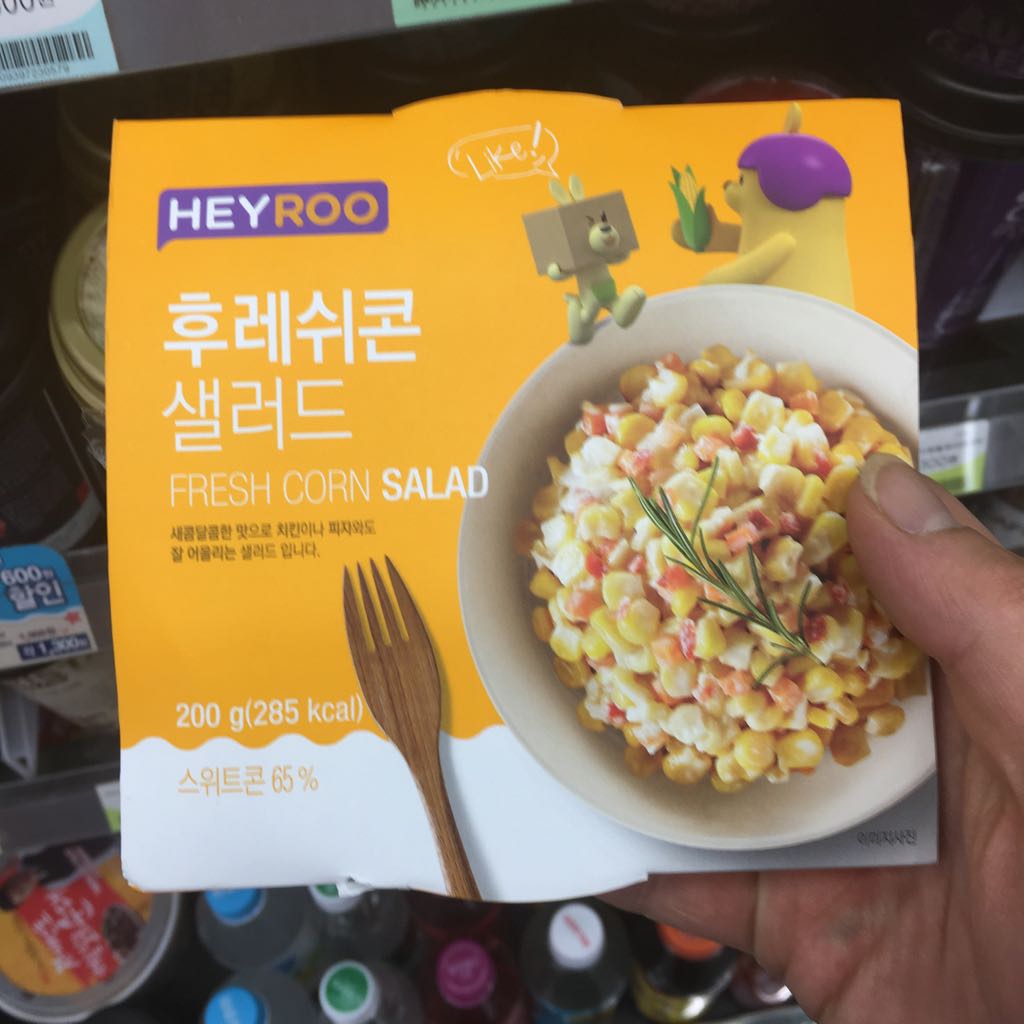 Like!
HEYROO
후레쉬콘
샐러드
FRESH CORN SALAD
새콤달콤한 맛으로 치킨이나 피자와도
잘 어울리는 샐러드 입니다.
200 g(285 kcal)
스위트콘 65 %
이미지사진
600원
할인
1,300